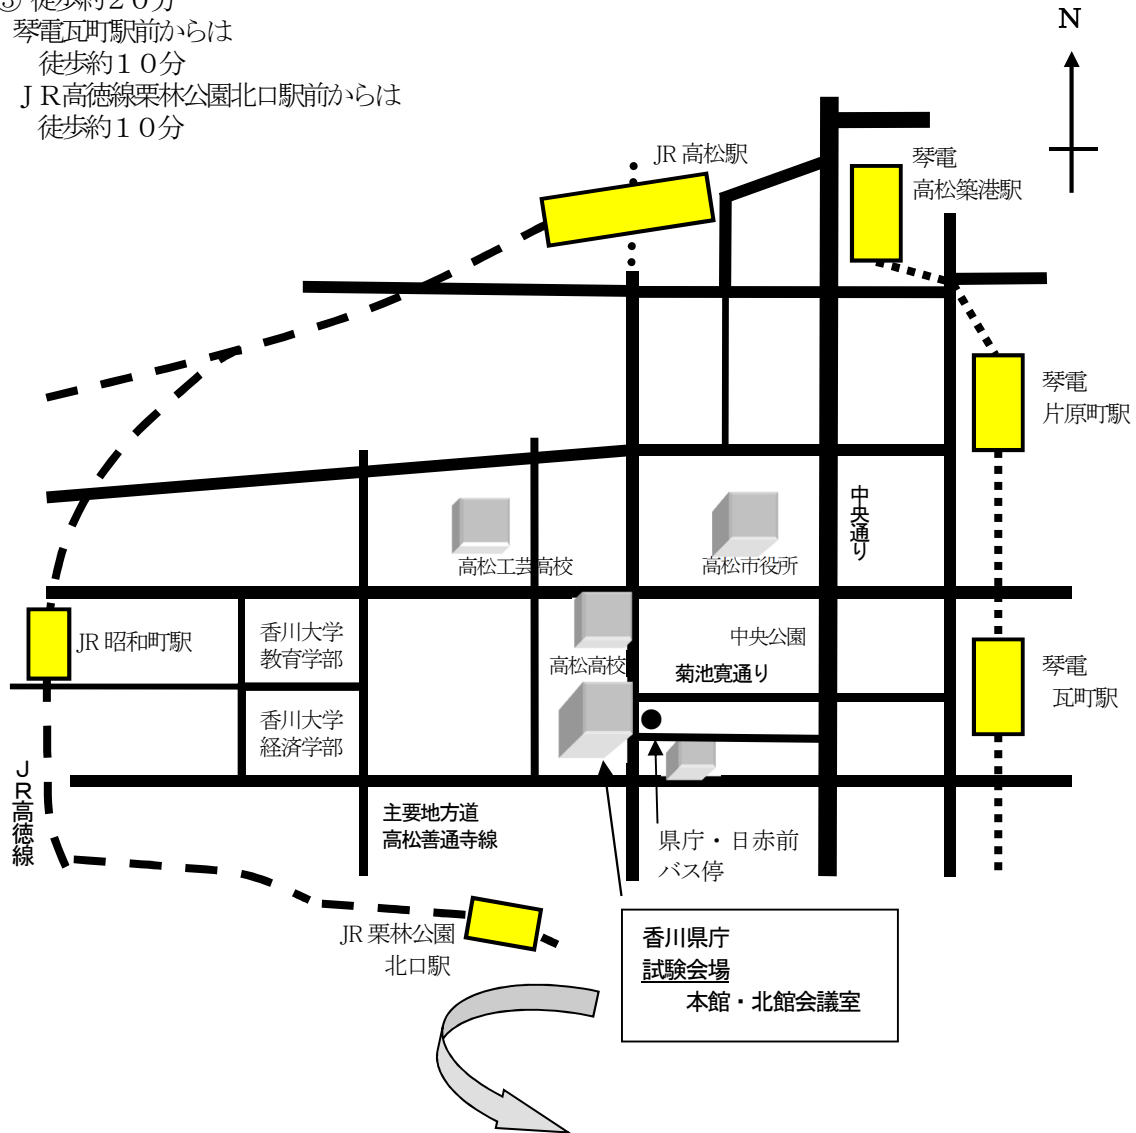 ③ 徒歩約２０分
琴電瓦町駅前からは
徒歩約１０分
ＪＲ高徳線栗林公園北口駅前からは
徒歩約１０分
N
JR 高松駅
琴電
高松築港駅
琴電
片原町駅
中央通り
高松工芸高校
高松市役所
JR 昭和町駅
香川大学
教育学部
高松高校
中央公園
菊池寛通り
琴電
瓦町駅
香川大学
経済学部
ＪＲ高徳線
主要地方道
高松善通寺線
県庁・日赤前
バス停
JR 栗林公園
北口駅
香川県庁
試験会場
本館・北館会議室